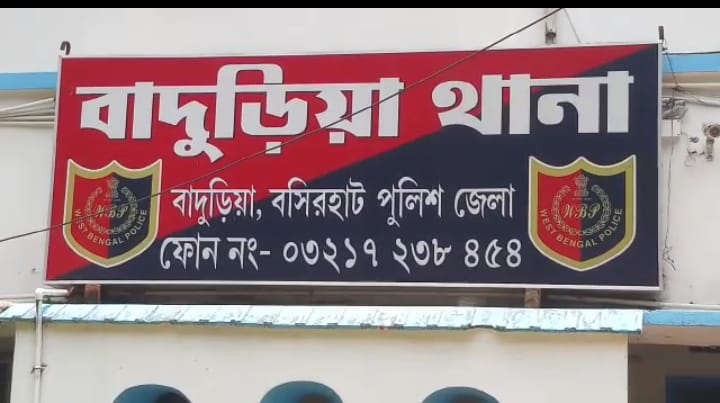 বাদুড়িয়া থানা
বাদুড়িয়া, বসিরহাট পুলিশ জেলা
ফোন নং- ০৩২১৭ ২৩৮ ৪৫৪
WBP
WEST BENGAL POLICE
WBP
WEST BENGAL POLICE